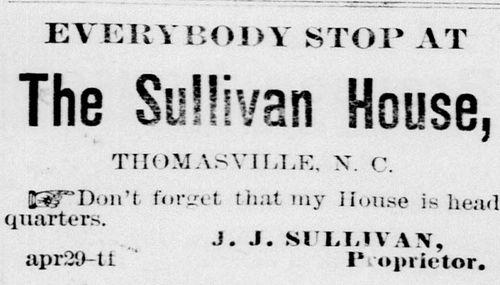 EVERYBODY STOP AT
The Sullivan House,
THOMASVILLE, N. C.
☞Don't forget that my House is head
quarters.
J. J. SULLIVAN,
apr29-tf Proprietor.